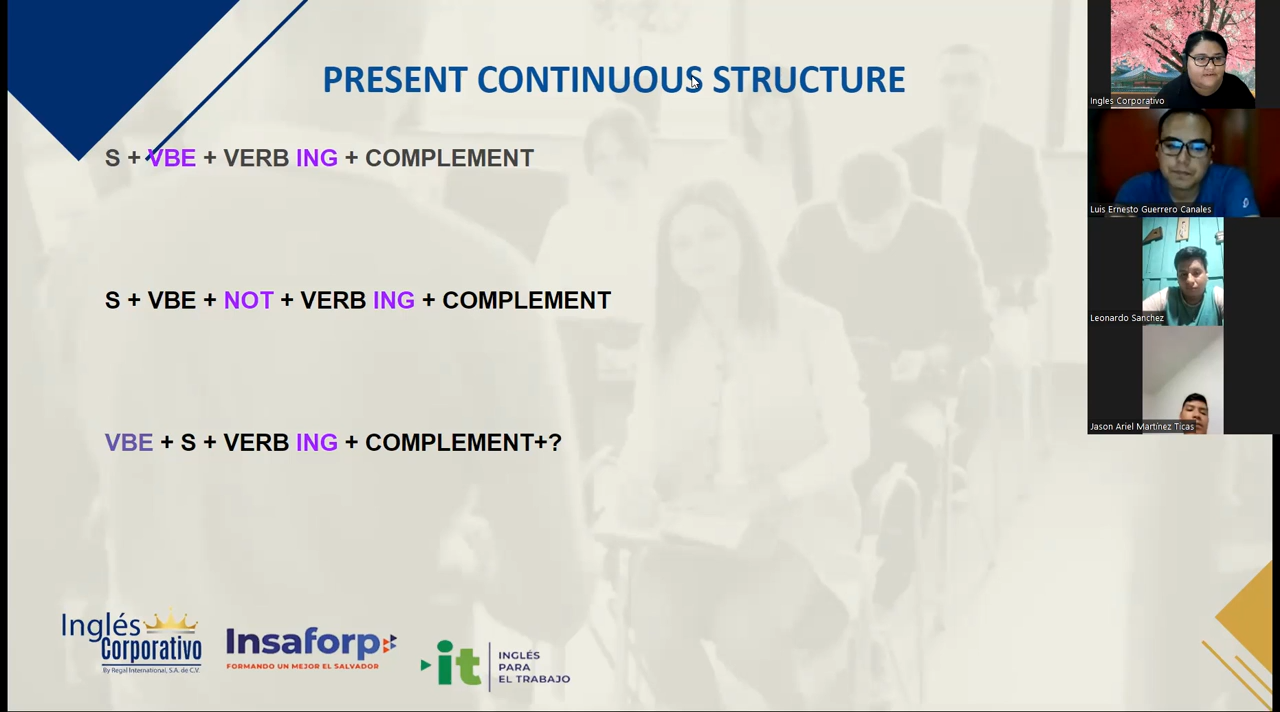 PRESENT CONTINUOUS STRUCTURE
S + VBE + VERB ING + COMPLEMENT
S + VBE + NOT + VERB ING + COMPLEMENT
VBE + S + VERB ING + COMPLEMENT+?
Inglés
Corporativo
By Regal International, S.A. de C.V.
Insaforp
FORMANDO UN MEJOR EL SALVADOR
it
INGLÉS
PARA
EL TRABAJO
Ingles Corporativo
Luis Ernesto Guerrero Canales
Leonardo Sanchez
Jason Ariel Martínez Ticas